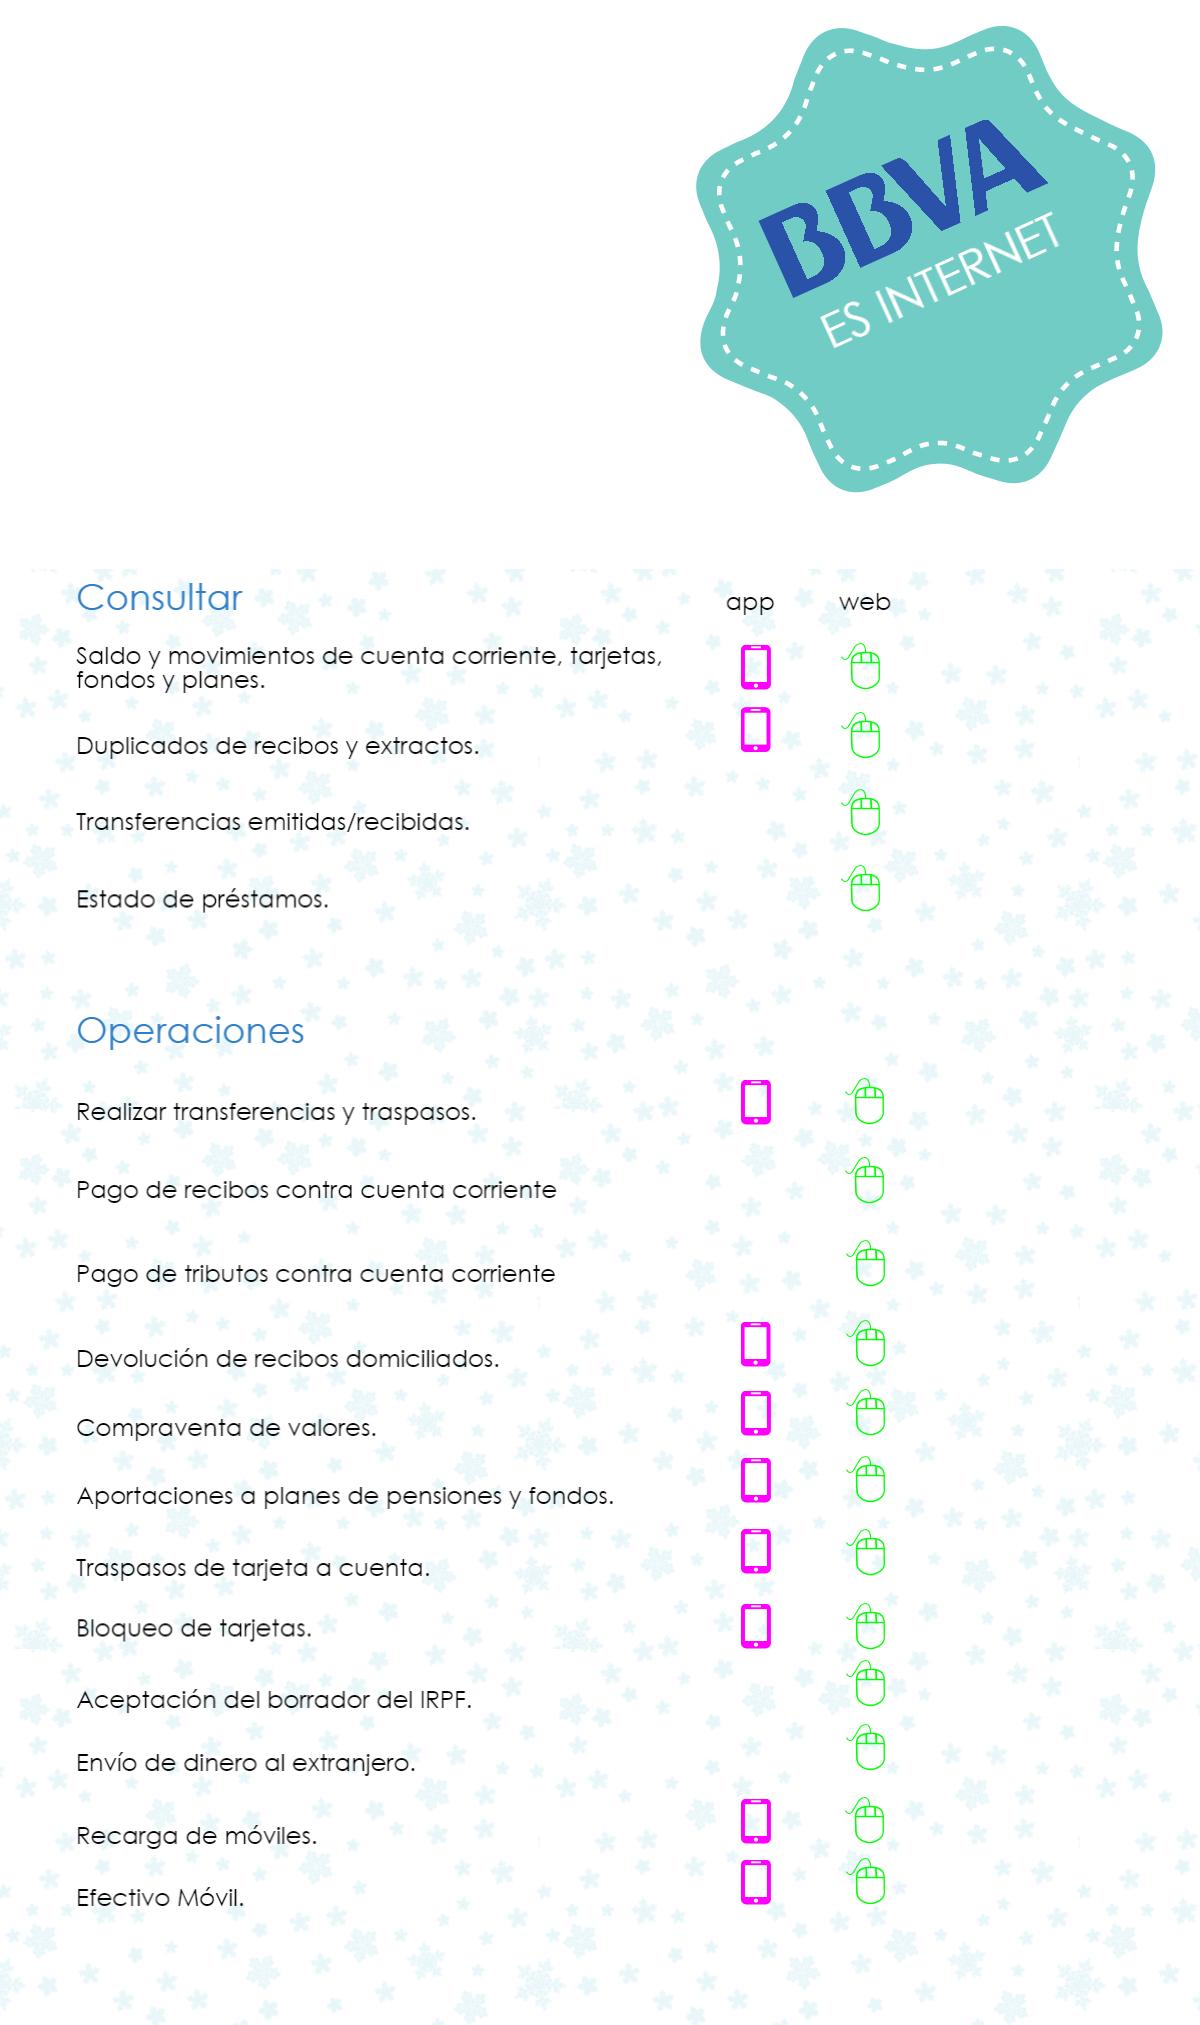 BBVA
ES INTERNET
Consultar
app web
Saldo y movimientos de cuenta corriente, tarjetas,
fondos y planes.
Duplicados de recibos y extractos.
Transferencias emitidas/recibidas.
Estado de préstamos.
Operaciones
Realizar transferencias y traspasos.
Pago de recibos contra cuenta corriente
Pago de tributos contra cuenta corriente
Devolución de recibos domiciliados.
Compraventa de valores.
Aportaciones a planes de pensiones y fondos.
Traspasos de tarjeta a cuenta.
Bloqueo de tarjetas.
Aceptación del borrador del IRPF.
Envío de dinero al extranjero.
Recarga de móviles.
Efectivo Móvil.